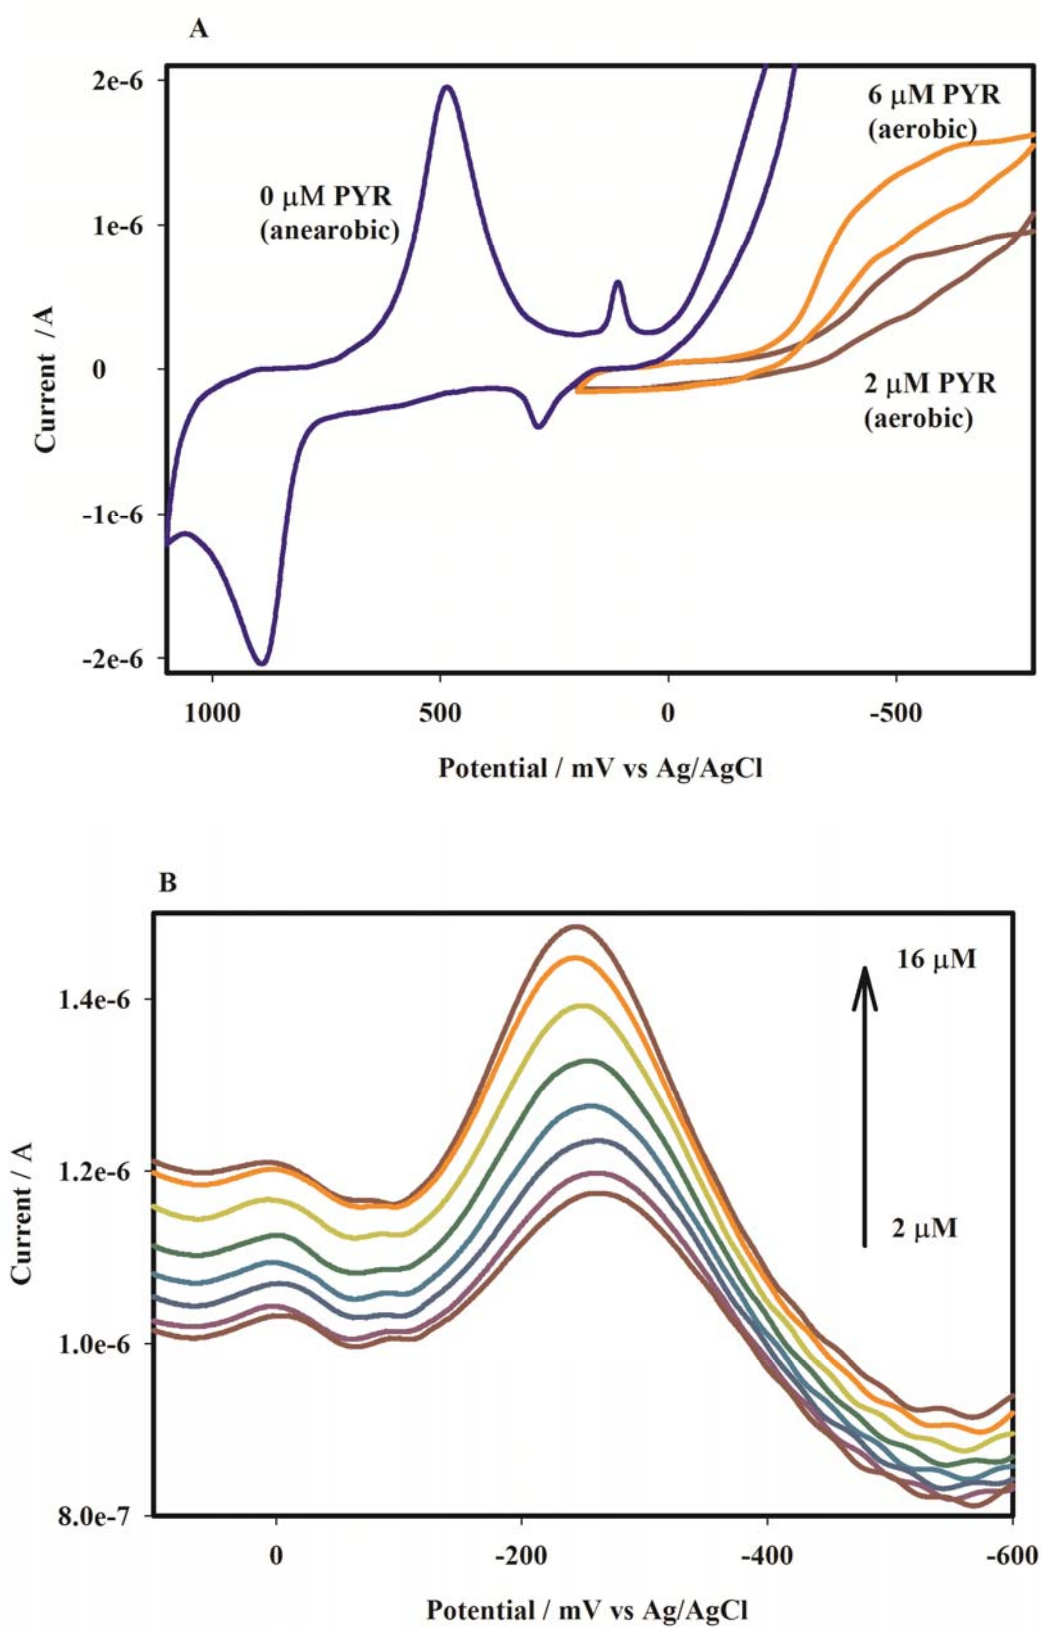 A
2e-6
1e-6
0
-1e-6
-2e-6
Current / A
0 μM PYR
(anearobic)
6 μM PYR
(aerobic)
2 μM PYR
(aerobic)
1000 500 0 -500
Potential / mV vs Ag/AgCl
B
1.4e-6
1.2e-6
1.0e-6
8.0e-7
Current / A
16 μM
2 μM
0 -200 -400 -600
Potential / mV vs Ag/AgCl